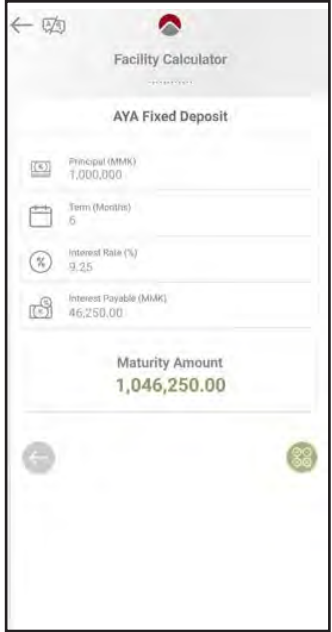 Facility Calculator
AYA Fixed Deposit
Principal (MMK)
1,000,000
Term (Months)
6
Interest Rate (%)
9.25
Interest Payable (MMK)
46,250.00
Maturity Amount
1,046,250.00